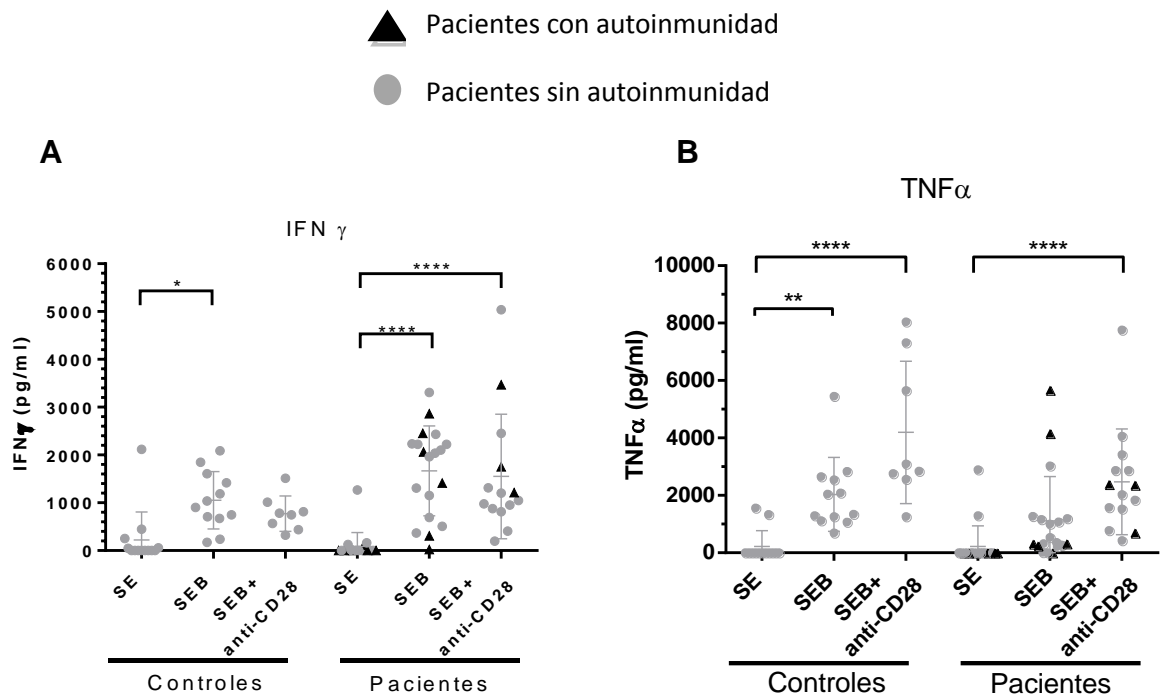 Pacientes con autoinmunidad
Pacientes sin autoinmunidad
A
IFN γ
6000
5000
4000
3000
2000
1000
0
IFNγ (pg/ml)
*
****
****
SE
SEB
SEB+
anti-CD28
SE
SEB
SEB+
anti-CD28
Controles
Pacientes
B
TNFα
10000
8000
6000
4000
2000
0
TNFα (pg/ml)
****
**
****
SE
SEB
SEB+
anti-CD28
SE
SEB
SEB+
anti-CD28
Controles
Pacientes